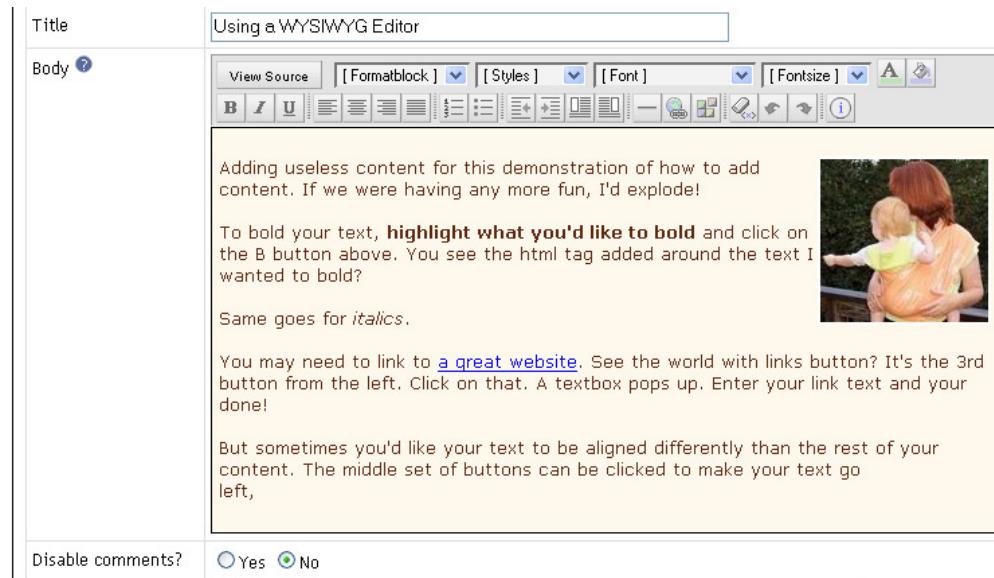 Title
Using a WYSIWYG Editor
Body ?
View Source [ Formatblock ] [ Styles ] [ Font ] [ Fontsize ] A
B I U
Adding useless content for this demonstration of how to add
content. If we were having any more fun, I'd explode!
To bold your text, highlight what you'd like to bold and click on
the B button above. You see the html tag added around the text I
wanted to bold?
Same goes for italics.
You may need to link to a great website. See the world with links button? It's the 3rd
button from the left. Click on that. A textbox pops up. Enter your link text and your
done!
But sometimes you'd like your text to be aligned differently than the rest of your
content. The middle set of buttons can be clicked to make your text go
left,
Disable comments?
Yes No